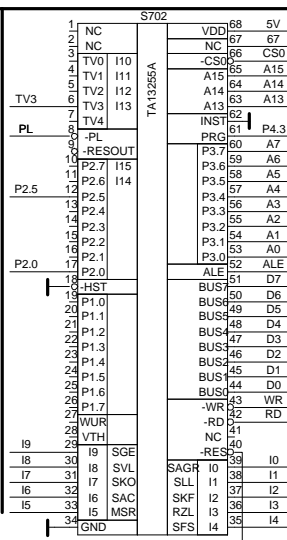 S702
1 NC VDD 68 5V
2 NC NC 67 67
3 TV0 I10 -CS0 66 CS0
4 TV1 I11 A15 65 A15
5 TV2 I12 A14 64 A14
TV3 6 TV3 I13 A13 63 A13
7 TV4 INST 62
PL 8 -PL PRG 61 P4.3
9 -RESOUT P3.7 60 A7
10 P2.7 I15 P3.6 59 A6
11 P2.6 I14 P3.5 58 A5
P2.5 12 P2.5 P3.4 57 A4
13 P2.4 P3.3 56 A3
14 P2.3 P3.2 55 A2
15 P2.2 P3.1 54 A1
16 P2.1 P3.0 53 A0
P2.0 17 P2.0 ALE 52 ALE
18 -HST BUS7 51 D7
19 P1.0 BUS6 50 D6
20 P1.1 BUS5 49 D5
21 P1.2 BUS4 48 D4
22 P1.3 BUS3 47 D3
23 P1.4 BUS2 46 D2
24 P1.5 BUS1 45 D1
25 P1.6 BUS0 44 D0
26 P1.7 -WR 43 WR
27 WUR -RD 42 RD
28 VTH NC 41
I9 29 I9 SGE -RES 40
I8 30 I8 SVL SAGR I0 39 I0
I7 31 I7 SKO SLL I1 38 I1
I6 32 I6 SAC SKF I2 37 I2
I5 33 I5 MSR RZL I3 36 I3
34 GND SFS I4 35 I4
TA13255A